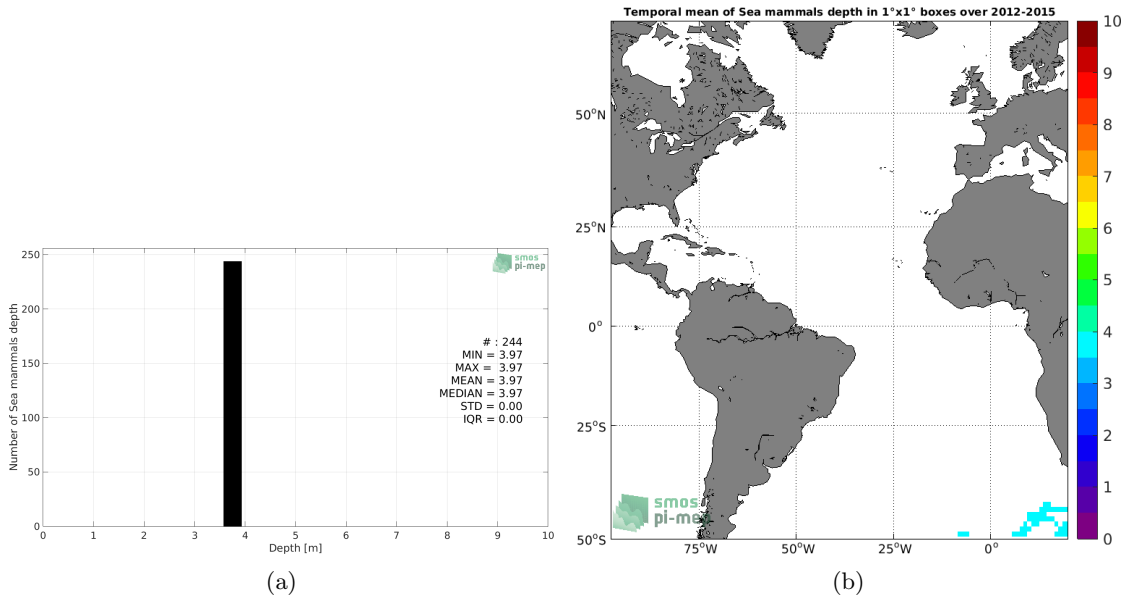 250
200
150
100
50
0
Number of Sea mammals depth
smos
pi-mep
# : 244
MIN = 3.97
MAX = 3.97
MEAN = 3.97
MEDIAN = 3.97
STD = 0.00
IQR = 0.00
0 1 2 3 4 5 6 7 8 9 10
Depth [m]
(a)
Temporal mean of Sea mammals depth in 1°x1° boxes over 2012-2015
50°N
25°N
0°
25°S
50°S
smos
pi-mep
75°W 50°W 25°W 0°
10
9
8
7
6
5
4
3
2
1
0
(b)